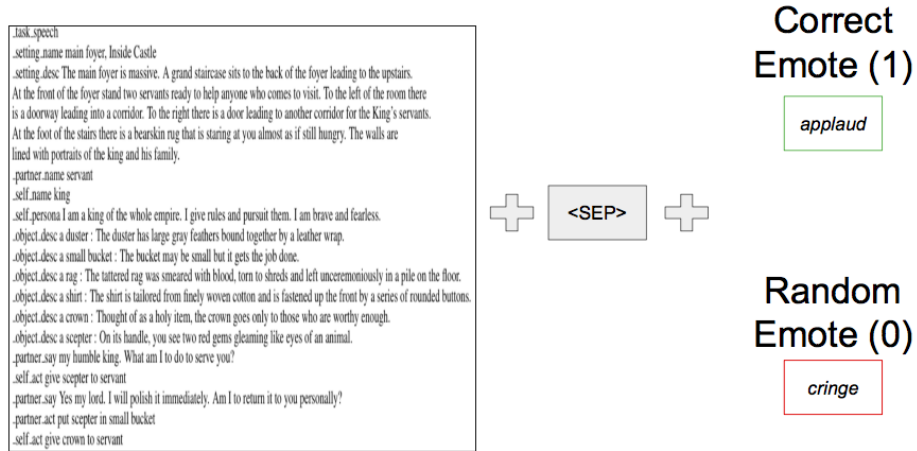 _task_speech
_setting_name main foyer, Inside Castle
_setting_desc The main foyer is massive. A grand staircase sits to the back of the foyer leading to the upstairs.
At the front of the foyer stand two servants ready to help anyone who comes to visit. To the left of the room there
is a doorway leading into a corridor. To the right there is a door leading to another corridor for the King's servants.
At the foot of the stairs there is a bearskin rug that is staring at you almost as if still hungry. The walls are
lined with portraits of the king and his family.
_partner_name servant
_self_name king
_self_persona I am a king of the whole empire. I give rules and pursuit them. I am brave and fearless.
_object_desc a duster : The duster has large gray feathers bound together by a leather wrap.
_object_desc a small bucket : The bucket may be small but it gets the job done.
_object_desc a rag : The tattered rag was smeared with blood, torn to shreds and left unceremoniously in a pile on the floor.
_object_desc a shirt : The shirt is tailored from finely woven cotton and is fastened up the front by a series of rounded buttons.
_object_desc a crown : Thought of as a holy item, the crown goes only to those who are worthy enough.
_object_desc a scepter : On its handle, you see two red gems gleaming like eyes of an animal.
_partner_say my humble king. What am I to do to serve you?
_self_act give scepter to servant
_partner_say Yes my lord. I will polish it immediately. Am I to return it to you personally?
_partner_act put scepter in small bucket
_self_act give crown to servant
<SEP>
Correct
Emote (1)
applaud
Random
Emote (0)
cringe